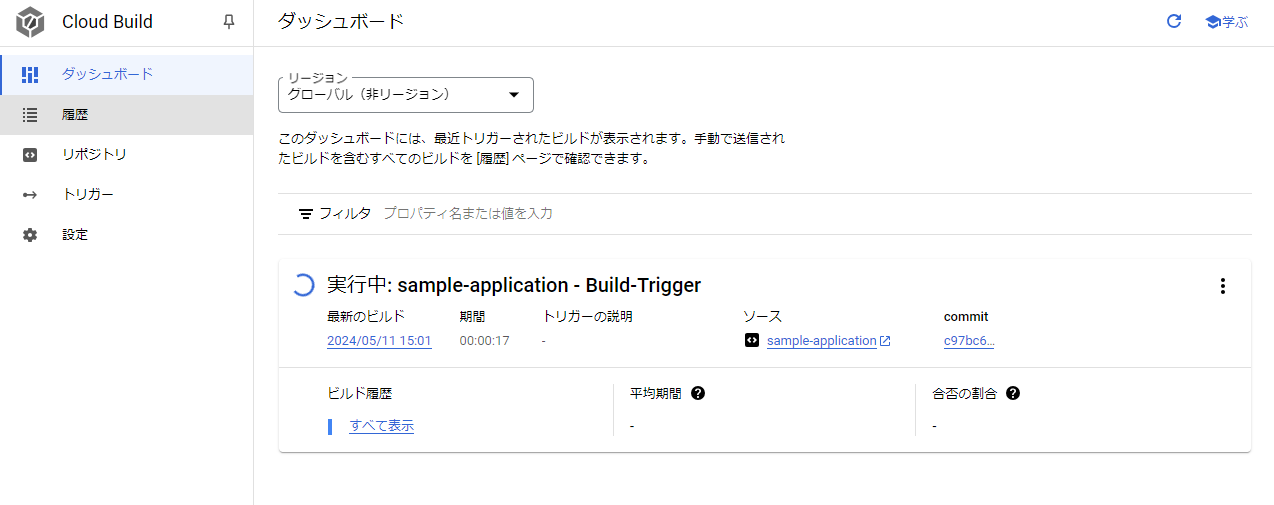 Cloud Build
ダッシュボード
学ぶ
ダッシュボード
履歴
リポジトリ
トリガー
設定
リージョン
グローバル（非リージョン）
このダッシュボードには、最近トリガーされたビルドが表示されます。手動で送信され
たビルドを含むすべてのビルドを [履歴] ページで確認できます。
フィルタ プロパティ名または値を入力
実行中: sample-application - Build-Trigger
最新のビルド 期間 トリガーの説明 ソース commit
2024/05/11 15:01 00:00:17 - sample-application c97bc6...
ビルド履歴 平均期間 合否の割合
すべて表示 - -